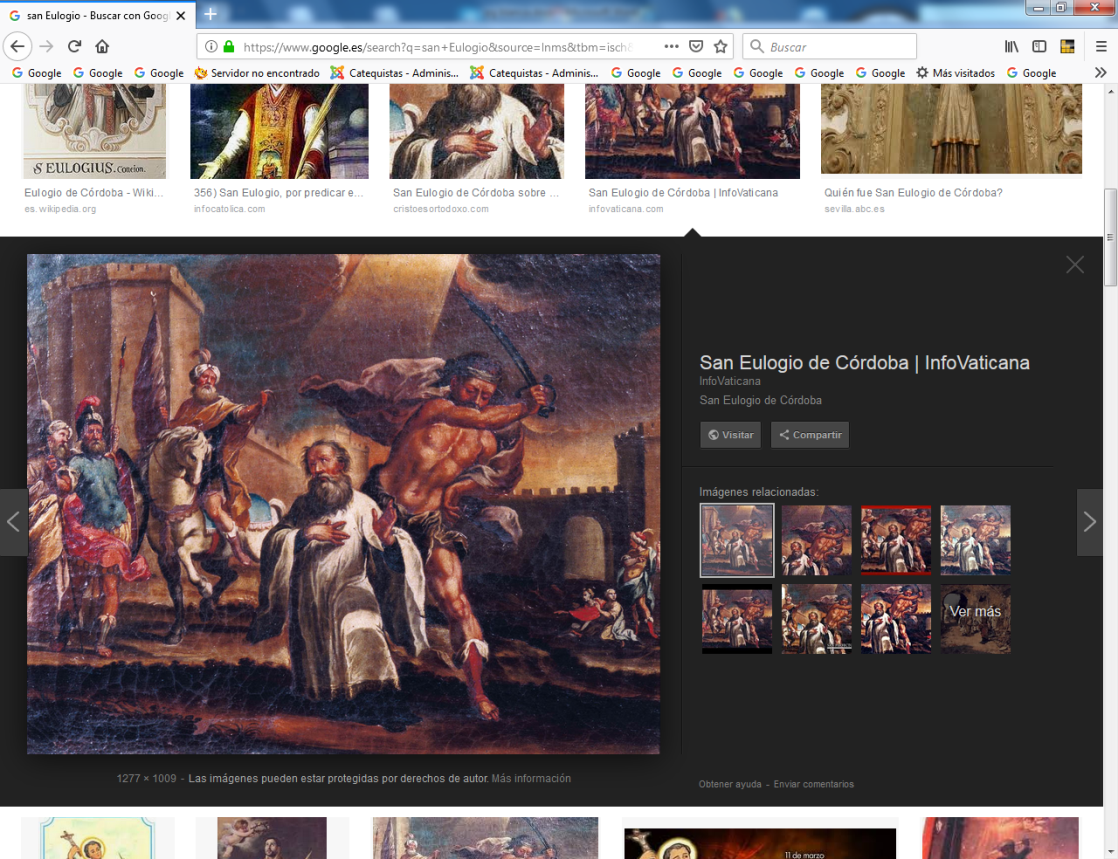 san Eulogio - Buscar con Googl
https://www.google.es/search?q=san+Eulogio&source=lnms&tbm=isch&
Buscar
Google
Google
Google
Servidor no encontrado
Catequistas - Adminis...
Catequistas - Adminis...
Google
Google
Google
Google
Google
Más visitados
Google
S EULOGIUS.
Eulogio de Córdoba - Wiki...
es.wikipedia.org
356) San Eulogio, por predicar e...
infocatolica.com
San Eulogio de Córdoba sobre ...
cristoesortodoxo.com
San Eulogio de Córdoba | InfoVaticana
infovaticana.com
Quién fue San Eulogio de Córdoba?
sevilla.abc.es
San Eulogio de Córdoba | InfoVaticana
InfoVaticana
San Eulogio de Córdoba
Visitar
Compartir
Imágenes relacionadas:
Ver más
1277 × 1009 - Las imágenes pueden estar protegidas por derechos de autor. Más información
Obtener ayuda - Enviar comentarios
11 de marzo